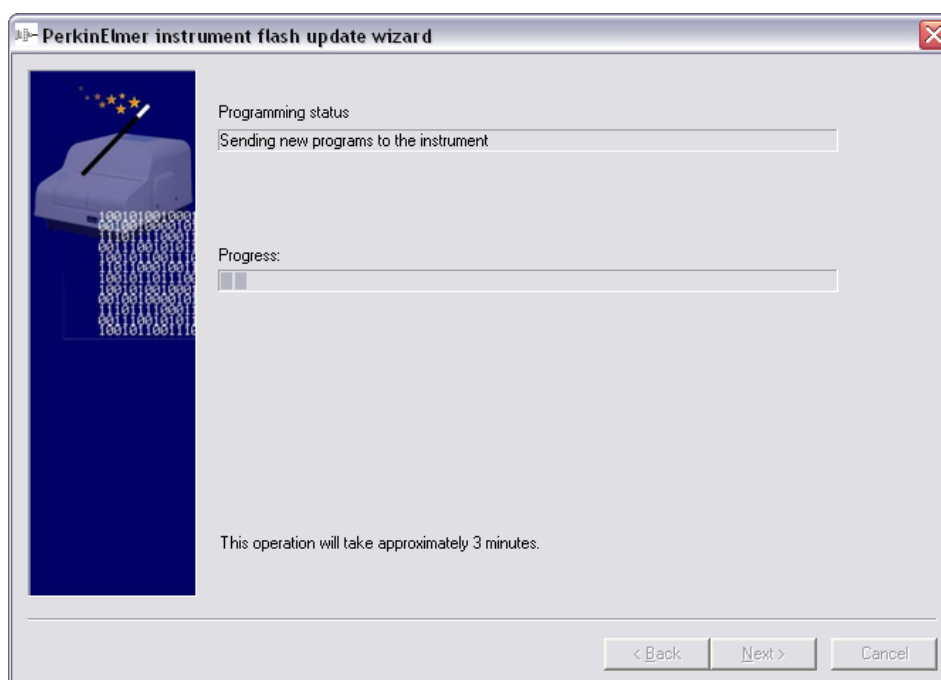 PerkinElmer instrument flash update wizard
Programming status
Sending new programs to the instrument
Progress:
This operation will take approximately 3 minutes.
< Back
Next >
Cancel